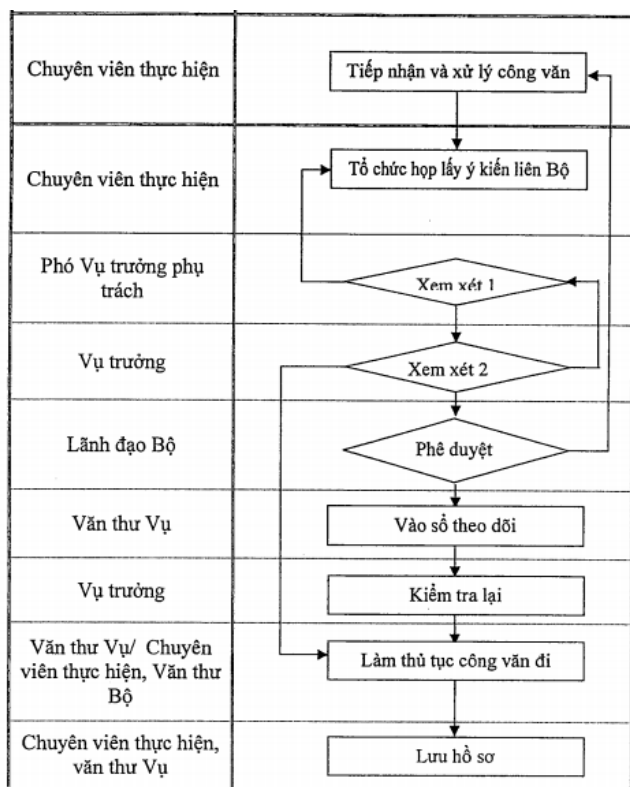 Chuyên viên thực hiện
Tiếp nhận và xử lý công văn
Chuyên viên thực hiện
Tổ chức họp lấy ý kiến liên Bộ
Phó Vụ trưởng phụ
trách
Xem xét 1
Vụ trưởng
Xem xét 2
Lãnh đạo Bộ
Phê duyệt
Văn thư Vụ
Vào sổ theo dõi
Vụ trưởng
Kiểm tra lại
Văn thư Vụ/ Chuyên
viên thực hiện, Văn thư
Bộ
Làm thủ tục công văn đi
Chuyên viên thực hiện,
văn thư Vụ
Lưu hồ sơ